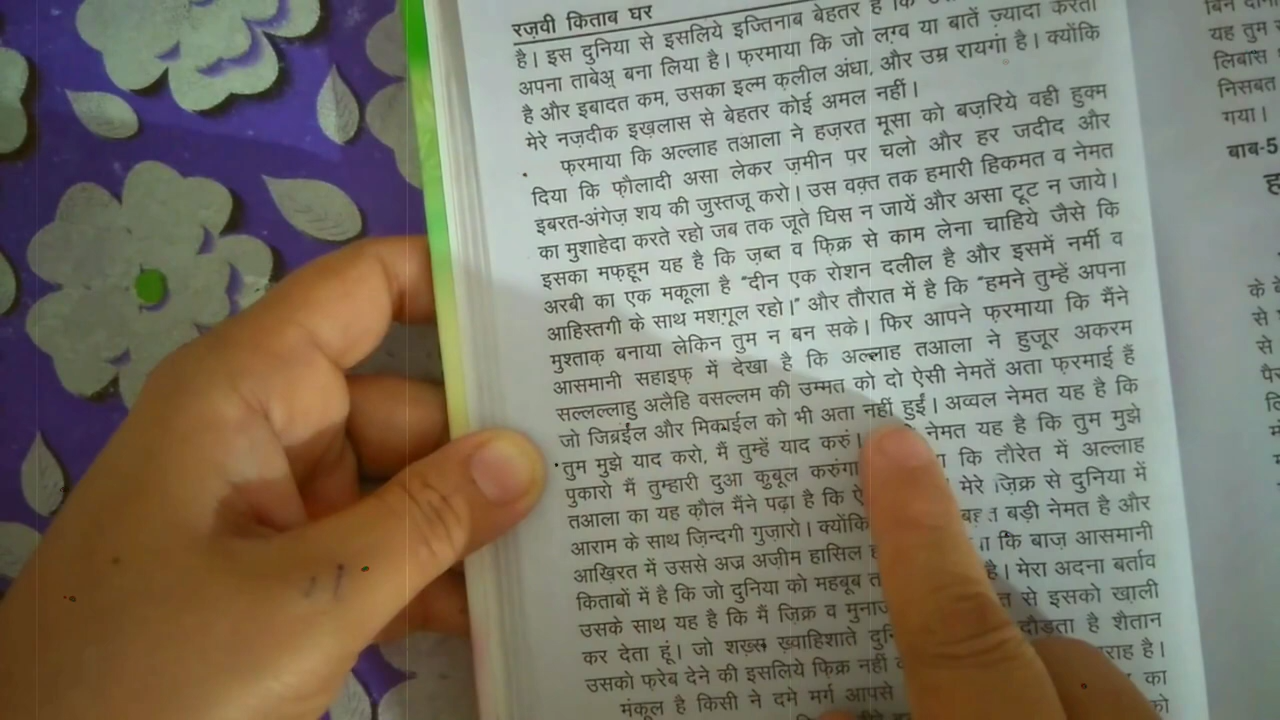 रज़वी किताब घर
है। इस दुनिया से इसलिये इज्तिनाब बेहतर है कि
अपना ताबेअ् बना लिया है। फ़रमाया कि जो लग्व या बातें ज़्यादा करता
है और इबादत कम, उसका इल्म क़लील अंधा, और उम्र रायगां है। क्योंकि
मेरे नज़दीक इख़लास से बेहतर कोई अमल नहीं।
फ़रमाया कि अल्लाह तआला ने हज़रत मूसा को बज़रिये वही हुक्म
दिया कि फ़ौलादी असा लेकर ज़मीन पर चलो और हर जदीद और
इबरत-अंगेज़ शय की जुस्तजू करो। उस वक़्त तक हमारी हिकमत व नेमत
का मुशाहेदा करते रहो जब तक जूते घिस न जायें और असा टूट न जाये।
इसका मफ़हूम यह है कि ज़ब्त व फ़िक्र से काम लेना चाहिये जैसे कि
अरबी का एक मकूला है "दीन एक रोशन दलील है और इसमें नर्मी व
आहिस्तगी के साथ मशग़ूल रहो।" और तौरात में है कि "हमने तुम्हें अपना
मुश्ताक़ बनाया लेकिन तुम न बन सके। फिर आपने फ़रमाया कि मैंने
आसमानी सहाइफ़ में देखा है कि अल्लाह तआला ने हुजूर अकरम
सल्लल्लाहु अलैहि वसल्लम की उम्मत को दो ऐसी नेमतें अता फ़रमाई हैं
जो जिब्रईल और मिकाईल को भी अता नहीं हुईं। अव्वल नेमत यह है कि
तुम मुझे याद करो, मैं तुम्हें याद करुं। नेमत यह है कि तुम मुझे
पुकारो मैं तुम्हारी दुआ कुबूल करुंगा कि तौरेत में अल्लाह
तआला का यह क़ौल मैंने पढ़ा है कि मेरे ज़िक्र से दुनिया में
आराम के साथ ज़िन्दगी गुज़ारो। क्योंकि बड़ी नेमत है और
आख़िरत में उससे अज्र अज़ीम हासिल कि बाज़ आसमानी
किताबों में है कि जो दुनिया को महबूब है। मेरा अदना बर्ताव
उसके साथ यह है कि मैं ज़िक्र व से इसको ख़ाली
कर देता हूं। जो शख़्स ख़्वाहिशाते दौड़ता है शैतान
उसको फ़रेब देने की इसलिये फ़िक्र नहीं है।
मंकूल है किसी ने दमे मर्ग आपसे का
को
यह तुम
लिबास
निसबत
गया।
बाब-5
के
से
से